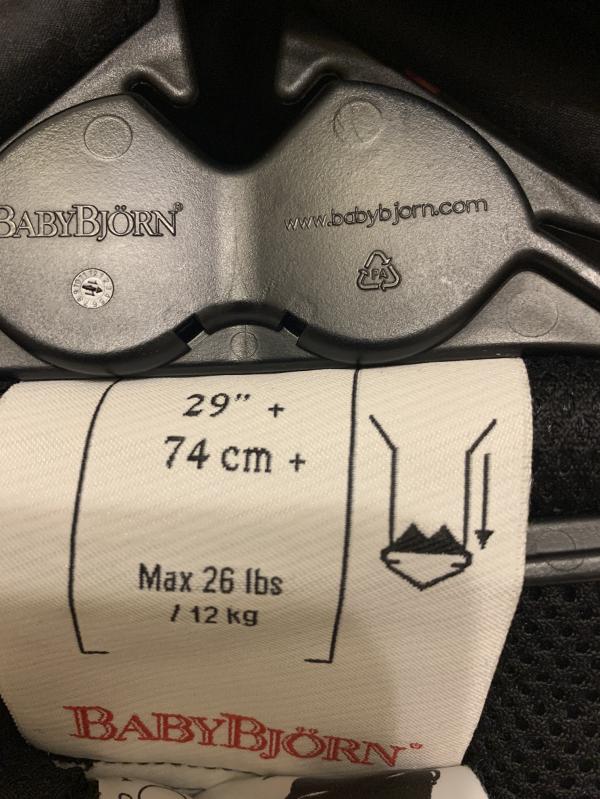 BABYBJÖRN®
www.babybjorn.com
PA
29" +
74 cm +
Max 26 lbs
/ 12 kg
BABYBJÖRN®